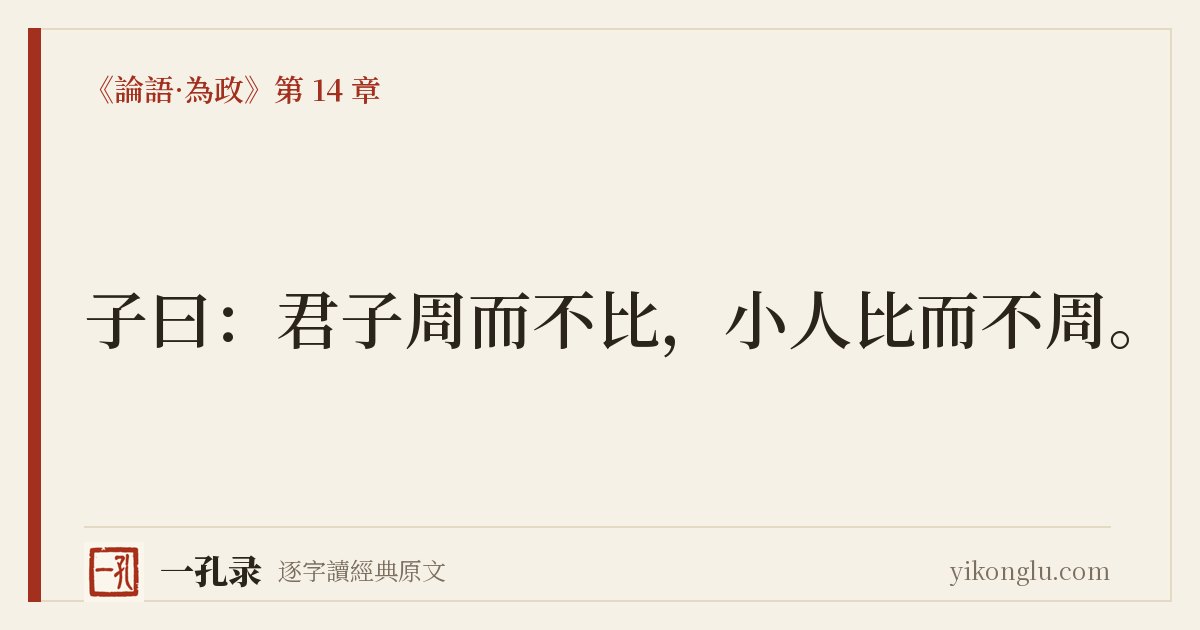 《論語·為政》第 14 章
子曰：君子周而不比，小人比而不周。
一孔
一孔录 逐字讀經典原文 yikonglu.com